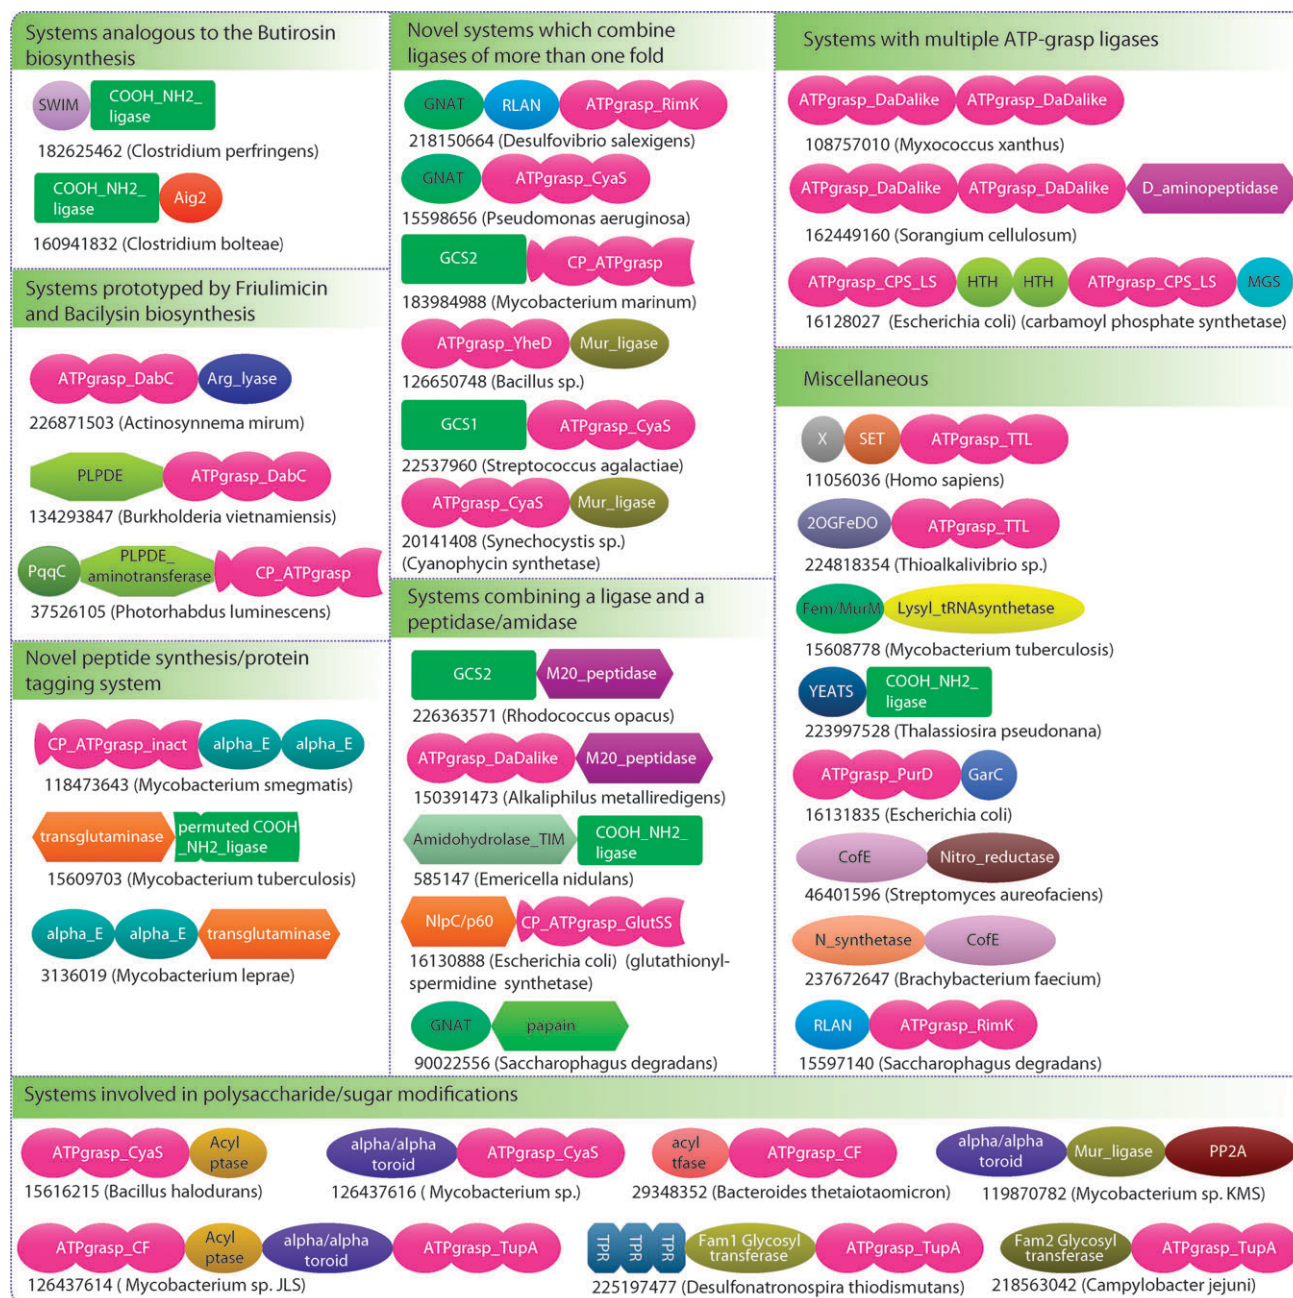 Systems analogous to the Butirosin
biosynthesis
SWIM
COOH_NH2_
ligase
182625462 (Clostridium perfringens)
COOH_NH2_
ligase
Aig2
160941832 (Clostridium bolteae)
Systems prototyped by Friulimicin
and Bacilysin biosynthesis
ATPgrasp_DabC
Arg_lyase
226871503 (Actinosynnema mirum)
PLPDE
ATPgrasp_DabC
134293847 (Burkholderia vietnamiensis)
PqqC
PLPDE_
aminotransferase
CP_ATPgrasp
37526105 (Photorhabdus luminescens)
Novel peptide synthesis/protein
tagging system
CP_ATPgrasp_inact
alpha_E
alpha_E
118473643 (Mycobacterium smegmatis)
transglutaminase
permuted COOH
_NH2_ligase
15609703 (Mycobacterium tuberculosis)
alpha_E
alpha_E
transglutaminase
3136019 (Mycobacterium leprae)
Novel systems which combine
ligases of more than one fold
GNAT
RLAN
ATPgrasp_RimK
218150664 (Desulfovibrio salexigens)
GNAT
ATPgrasp_CyaS
15598656 (Pseudomonas aeruginosa)
GCS2
CP_ATPgrasp
183984988 (Mycobacterium marinum)
ATPgrasp_YheD
Mur_ligase
126650748 (Bacillus sp.)
GCS1
ATPgrasp_CyaS
22537960 (Streptococcus agalactiae)
ATPgrasp_CyaS
Mur_ligase
20141408 (Synechocystis sp.)
(Cyanophycin synthetase)
Systems combining a ligase and a
peptidase/amidase
GCS2
M20_peptidase
226363571 (Rhodococcus opacus)
ATPgrasp_DaDalike
M20_peptidase
150391473 (Alkaliphilus metalliredigens)
Amidohydrolase_TIM
COOH_NH2_
ligase
585147 (Emericella nidulans)
NlpC/p60
CP_ATPgrasp_GlutSS
16130888 (Escherichia coli) (glutathionyl-
spermidine synthetase)
GNAT
papain
90022556 (Saccharophagus degradans)
Systems with multiple ATP-grasp ligases
ATPgrasp_DaDalike
ATPgrasp_DaDalike
108757010 (Myxococcus xanthus)
ATPgrasp_DaDalike
ATPgrasp_DaDalike
D_aminopeptidase
162449160 (Sorangium cellulosum)
ATPgrasp_CPS_LS
HTH
HTH
ATPgrasp_CPS_LS
MGS
16128027 (Escherichia coli) (carbamoyl phosphate synthetase)
Miscellaneous
X
SET
ATPgrasp_TTL
11056036 (Homo sapiens)
2OGFeDO
ATPgrasp_TTL
224818354 (Thioalkalivibrio sp.)
Fem/MurM
Lysyl_tRNAsynthetase
15608778 (Mycobacterium tuberculosis)
YEATS
COOH_NH2_
ligase
223997528 (Thalassiosira pseudonana)
ATPgrasp_PurD
GarC
16131835 (Escherichia coli)
CofE
Nitro_reductase
46401596 (Streptomyces aureofaciens)
N_synthetase
CofE
237672647 (Brachybacterium faecium)
RLAN
ATPgrasp_RimK
15597140 (Saccharophagus degradans)
Systems involved in polysaccharide/sugar modifications
ATPgrasp_CyaS
Acyl
ptase
15616215 (Bacillus halodurans)
alpha/alpha
toroid
ATPgrasp_CyaS
126437616 ( Mycobacterium sp.)
acyl
tfase
ATPgrasp_CF
29348352 (Bacteroides thetaiotaomicron)
alpha/alpha
toroid
Mur_ligase
PP2A
119870782 (Mycobacterium sp. KMS)
ATPgrasp_CF
Acyl
ptase
alpha/alpha
toroid
ATPgrasp_TupA
126437614 ( Mycobacterium sp. JLS)
TPR
TPR
TPR
Fam1 Glycosyl
transferase
ATPgrasp_TupA
225197477 (Desulfonatronospira thiodismutans)
Fam2 Glycosyl
transferase
ATPgrasp_TupA
218563042 (Campylobacter jejuni)